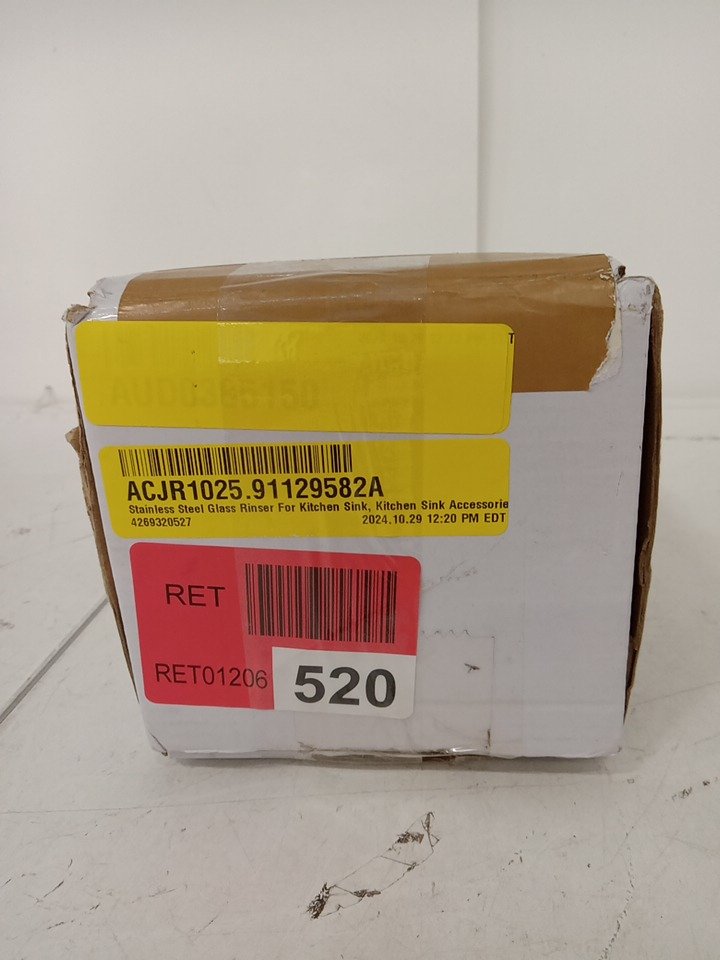 T
ACJR1025.91129582A
Stainless Steel Glass Rinser For Kitchen Sink, Kitchen Sink Accessorie
4269320527 2024.10.29 12:20 PM EDT
RET
RET01206 520